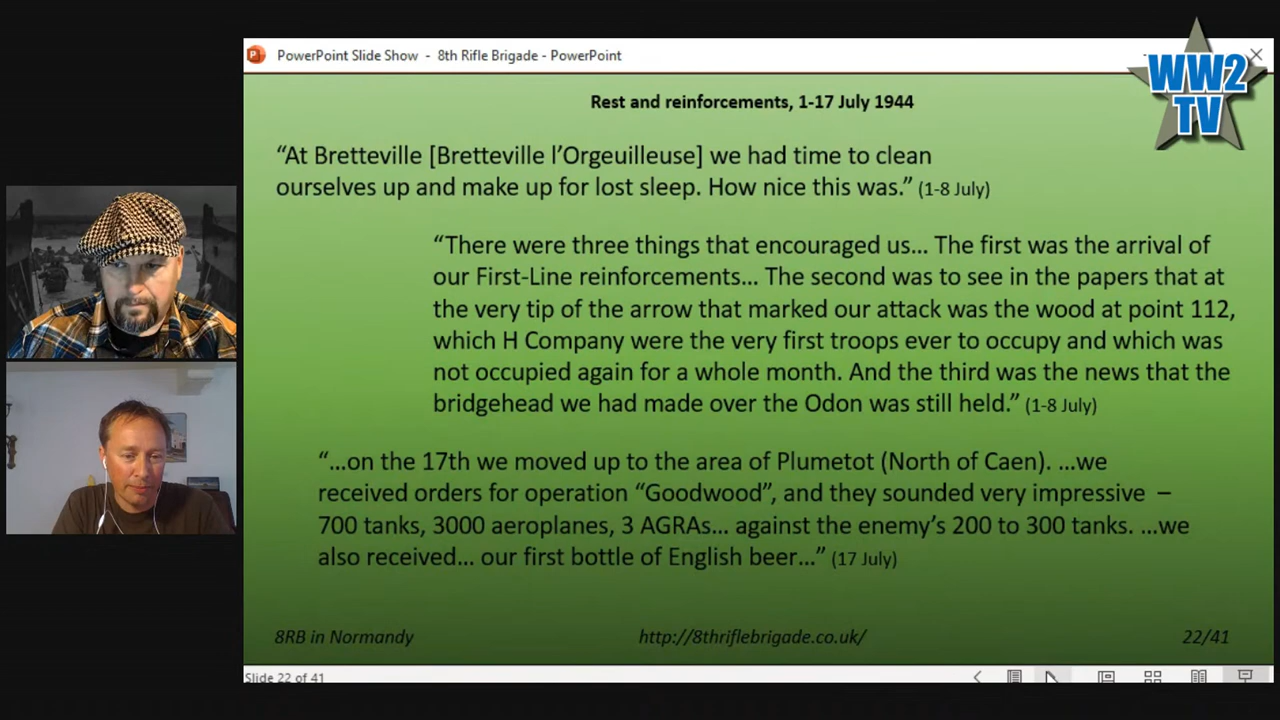 PowerPoint Slide Show - 8th Rifle Brigade - PowerPoint
WW2
TV
Rest and reinforcements, 1-17 July 1944
“At Bretteville [Bretteville l’Orgeuilleuse] we had time to clean
ourselves up and make up for lost sleep. How nice this was.” (1-8 July)
“There were three things that encouraged us… The first was the arrival of
our First-Line reinforcements… The second was to see in the papers that at
the very tip of the arrow that marked our attack was the wood at point 112,
which H Company were the very first troops ever to occupy and which was
not occupied again for a whole month. And the third was the news that the
bridgehead we had made over the Odon was still held.” (1-8 July)
“…on the 17th we moved up to the area of Plumetot (North of Caen). …we
received orders for operation “Goodwood”, and they sounded very impressive –
700 tanks, 3000 aeroplanes, 3 AGRAs… against the enemy’s 200 to 300 tanks. …we
also received… our first bottle of English beer…” (17 July)
8RB in Normandy
http://8thriflebrigade.co.uk/
22/41
Slide 22 of 41